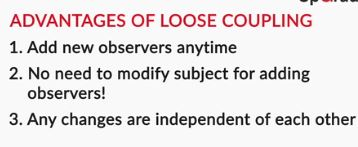 ADVANTAGES OF LOOSE COUPLING
1. Add new observers anytime
2. No need to modify subject for adding
observers!
3. Any changes are independent of each other